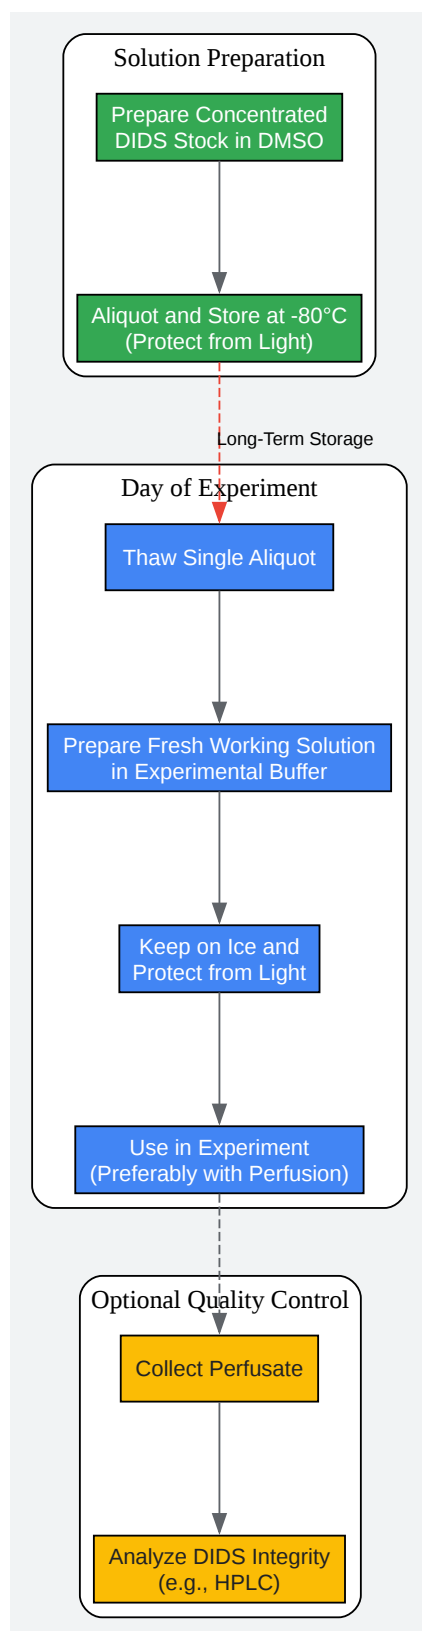 Solution Preparation
Prepare Concentrated
DIDS Stock in DMSO
Aliquot and Store at -80°C
(Protect from Light)
Long-Term Storage
Day of Experiment
Thaw Single Aliquot
Prepare Fresh Working Solution
in Experimental Buffer
Keep on Ice and
Protect from Light
Use in Experiment
(Preferably with Perfusion)
Optional Quality Control
Collect Perfusate
Analyze DIDS Integrity
(e.g., HPLC)